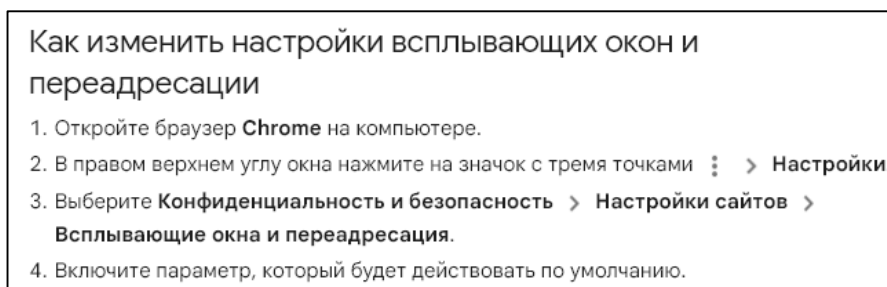 Как изменить настройки всплывающих окон и
переадресации
1. Откройте браузер Chrome на компьютере.
2. В правом верхнем углу окна нажмите на значок с тремя точками ⋮ > Настройки
3. Выберите Конфиденциальность и безопасность > Настройки сайтов >
Всплывающие окна и переадресация.
4. Включите параметр, который будет действовать по умолчанию.